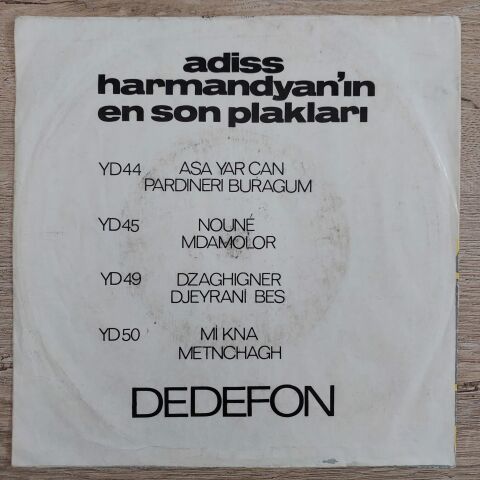 adiss
harmandyan'ın
en son plakları
YD44 ASA YAR CAN
PARDINERI BURAGUM
YD45 NOUNÉ
MDAMOLOR
YD49 DZAGHIGNER
DJEYRANİ BES
YD50 Mİ KNA
METNCHAGH
DEDEFON